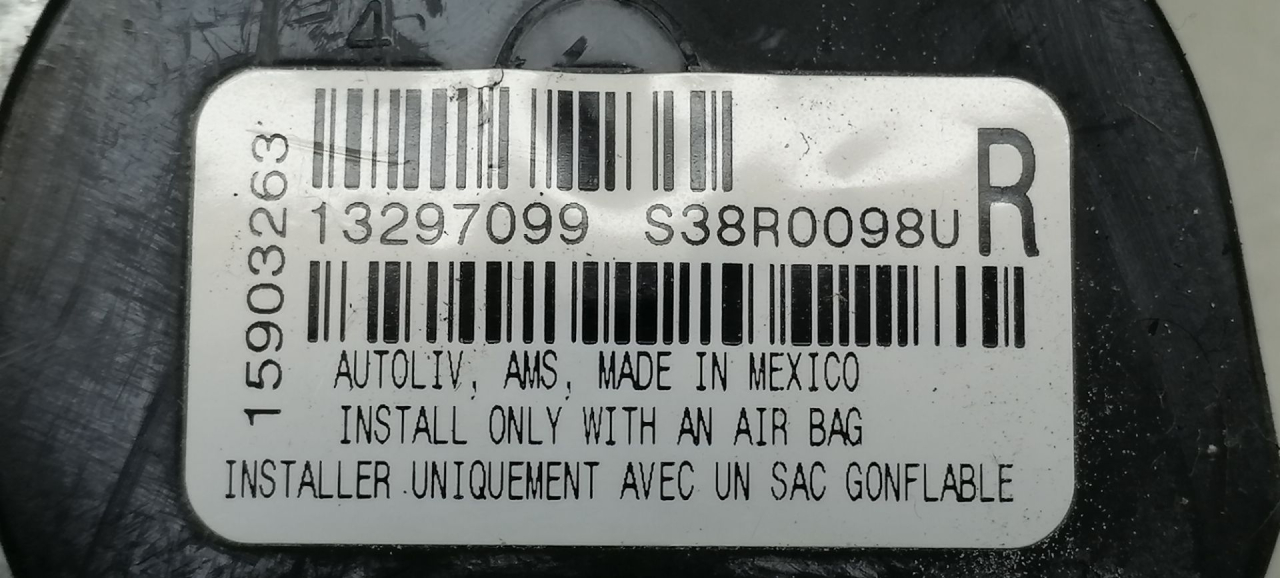 15903263
13297099 S38R0098U R
AUTOLIV, AMS, MADE IN MEXICO
INSTALL ONLY WITH AN AIR BAG
INSTALLER UNIQUEMENT AVEC UN SAC GONFLABLE